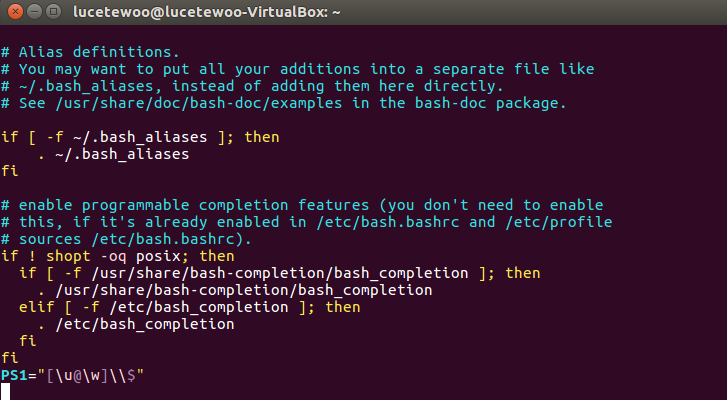 lucetewoo@lucetewoo-VirtualBox: ~
# Alias definitions.
# You may want to put all your additions into a separate file like
# ~/.bash_aliases, instead of adding them here directly.
# See /usr/share/doc/bash-doc/examples in the bash-doc package.
if [ -f ~/.bash_aliases ]; then
    . ~/.bash_aliases
fi
# enable programmable completion features (you don't need to enable
# this, if it's already enabled in /etc/bash.bashrc and /etc/profile
# sources /etc/bash.bashrc).
if ! shopt -oq posix; then
  if [ -f /usr/share/bash-completion/bash_completion ]; then
    . /usr/share/bash-completion/bash_completion
  elif [ -f /etc/bash_completion ]; then
    . /etc/bash_completion
  fi
fi
PS1="[\u@\w]\\$"